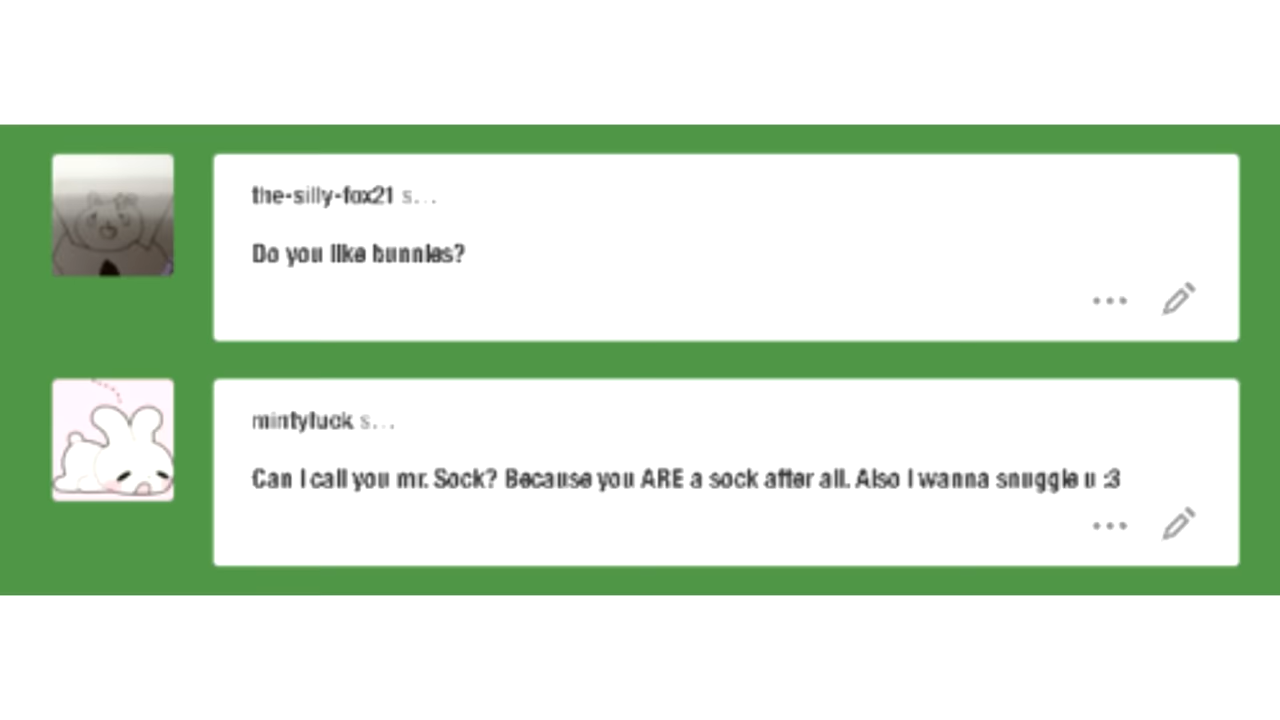 the-silly-fox21 s...
Do you like bunnies?
mintyluck s...
Can I call you mr. Sock? Because you ARE a sock after all. Also I wanna snuggle u :3